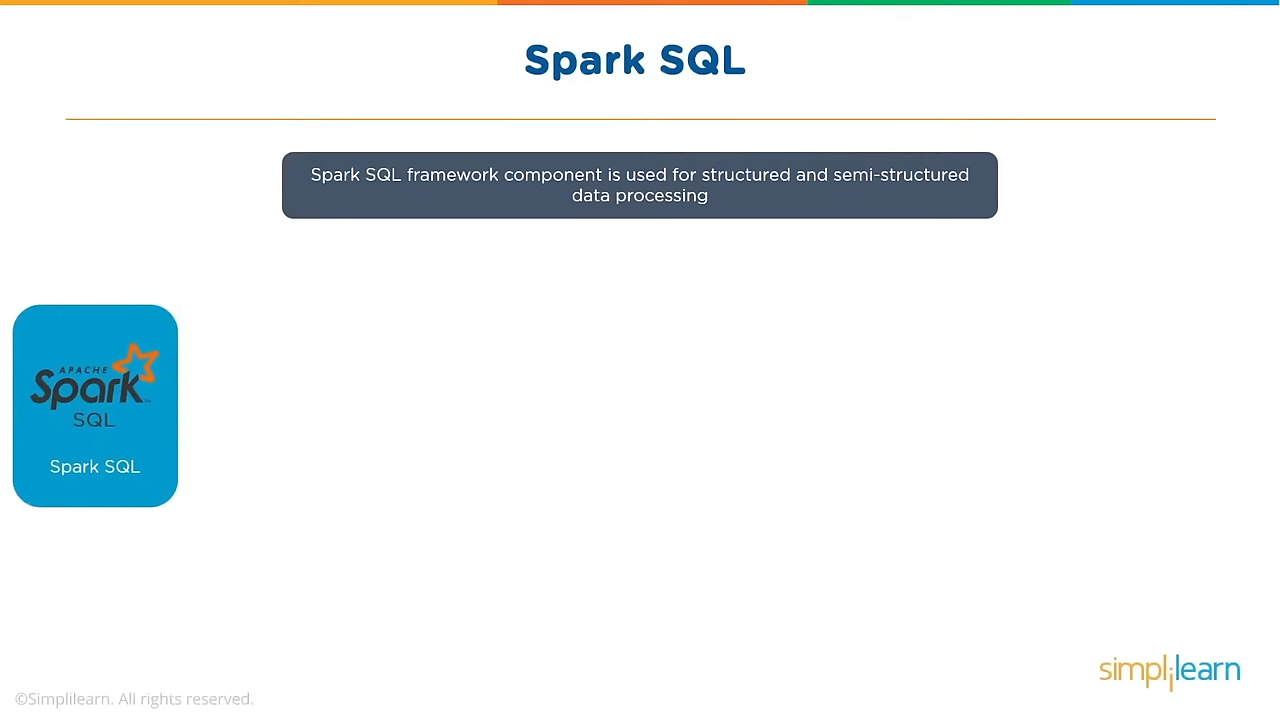 Spark SQL
Spark SQL framework component is used for structured and semi-structured
data processing
APACHE
Spark™
SQL
Spark SQL
simplilearn
©Simplilearn. All rights reserved.